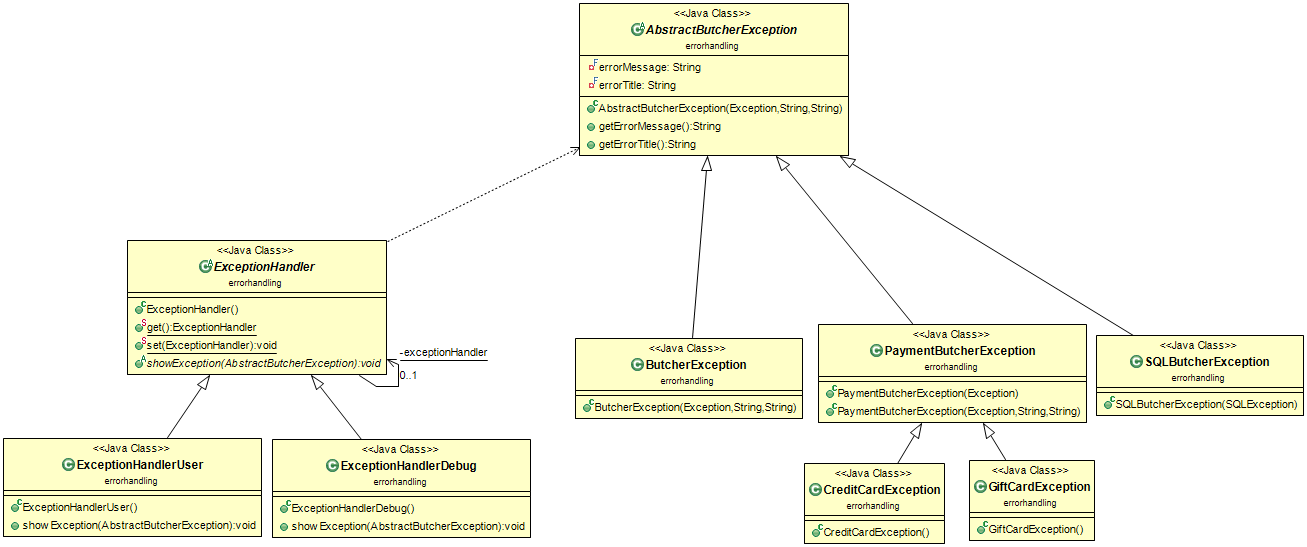 <<Java Class>>
AbstractButcherException
errorhandling
errorMessage: String
errorTitle: String
AbstractButcherException(Exception,String,String)
getErrorMessage():String
getErrorTitle():String
<<Java Class>>
ExceptionHandler
errorhandling
ExceptionHandler()
get():ExceptionHandler
set(ExceptionHandler):void
showException(AbstractButcherException):void
-exceptionHandler
0..1
<<Java Class>>
ButcherException
errorhandling
ButcherException(Exception,String,String)
<<Java Class>>
PaymentButcherException
errorhandling
PaymentButcherException(Exception)
PaymentButcherException(Exception,String,String)
<<Java Class>>
SQLButcherException
errorhandling
SQLButcherException(SQLException)
<<Java Class>>
ExceptionHandlerUser
errorhandling
ExceptionHandlerUser()
showException(AbstractButcherException):void
<<Java Class>>
ExceptionHandlerDebug
errorhandling
ExceptionHandlerDebug()
showException(AbstractButcherException):void
<<Java Class>>
CreditCardException
errorhandling
CreditCardException()
<<Java Class>>
GiftCardException
errorhandling
GiftCardException()